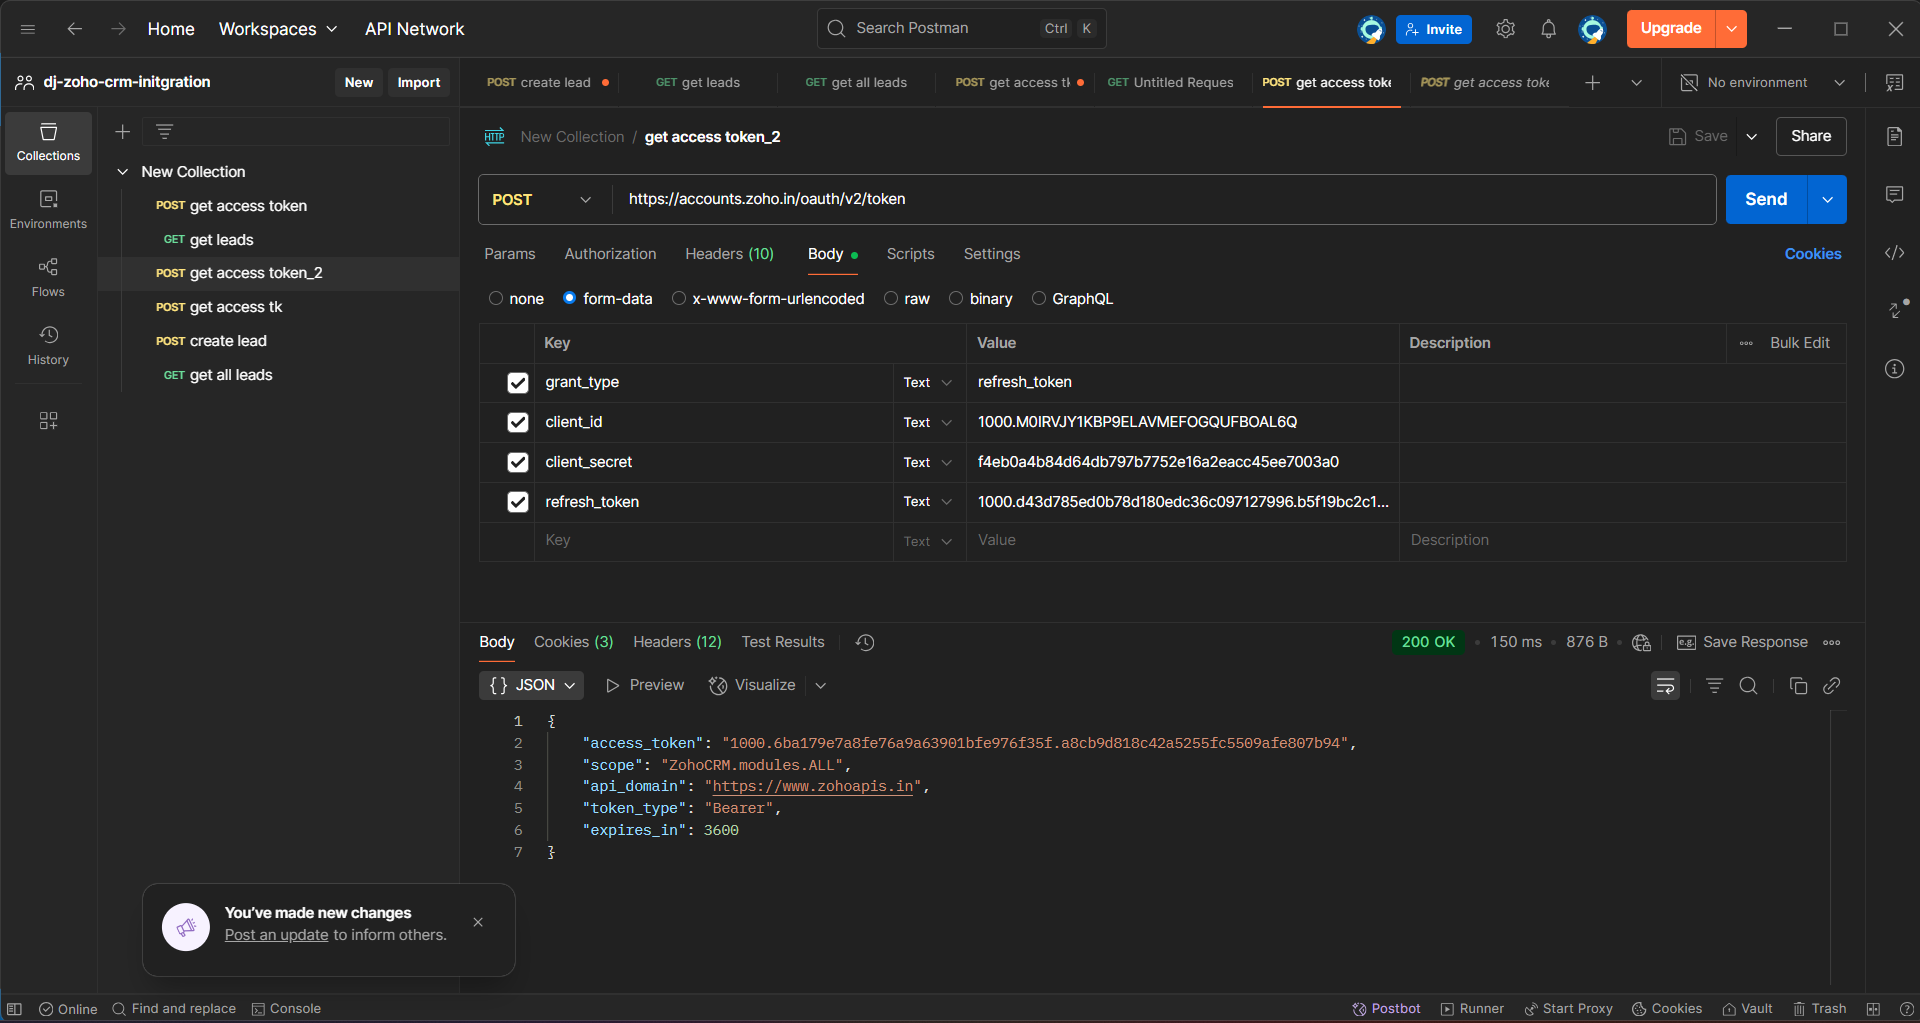 Home Workspaces API Network Search Postman Ctrl K Invite Upgrade
dj-zoho-crm-initgration New Import POST create lead GET get leads GET get all leads POST get access tk GET Untitled Reques POST get access toke POST get access toke No environment
Collections
Environments
Flows
History
New Collection
POST get access token
GET get leads
POST get access token_2
POST get access tk
POST create lead
GET get all leads
HTTP New Collection / get access token_2 Save Share
POST https://accounts.zoho.in/oauth/v2/token Send
Params Authorization Headers (10) Body Scripts Settings Cookies
none form-data x-www-form-urlencoded raw binary GraphQL
Key Value Description Bulk Edit
grant_type Text refresh_token
client_id Text 1000.M0IRVJY1KBP9ELAVMEFOGQUFBOAL6Q
client_secret Text f4eb0a4b84d64db797b7752e16a2eacc45ee7003a0
refresh_token Text 1000.d43d785ed0b78d180edc36c097127996.b5f19bc2c1...
Key Text Value Description
Body Cookies (3) Headers (12) Test Results 200 OK 150 ms 876 B e.g. Save Response
{} JSON Preview Visualize
1 {
2 "access_token": "1000.6ba179e7a8fe76a9a63901bfe976f35f.a8cb9d818c42a5255fc5509afe807b94",
3 "scope": "ZohoCRM.modules.ALL",
4 "api_domain": "https://www.zohoapis.in",
5 "token_type": "Bearer",
6 "expires_in": 3600
7 }
You've made new changes
Post an update to inform others.
Online Find and replace Console Postbot Runner Start Proxy Cookies Vault Trash